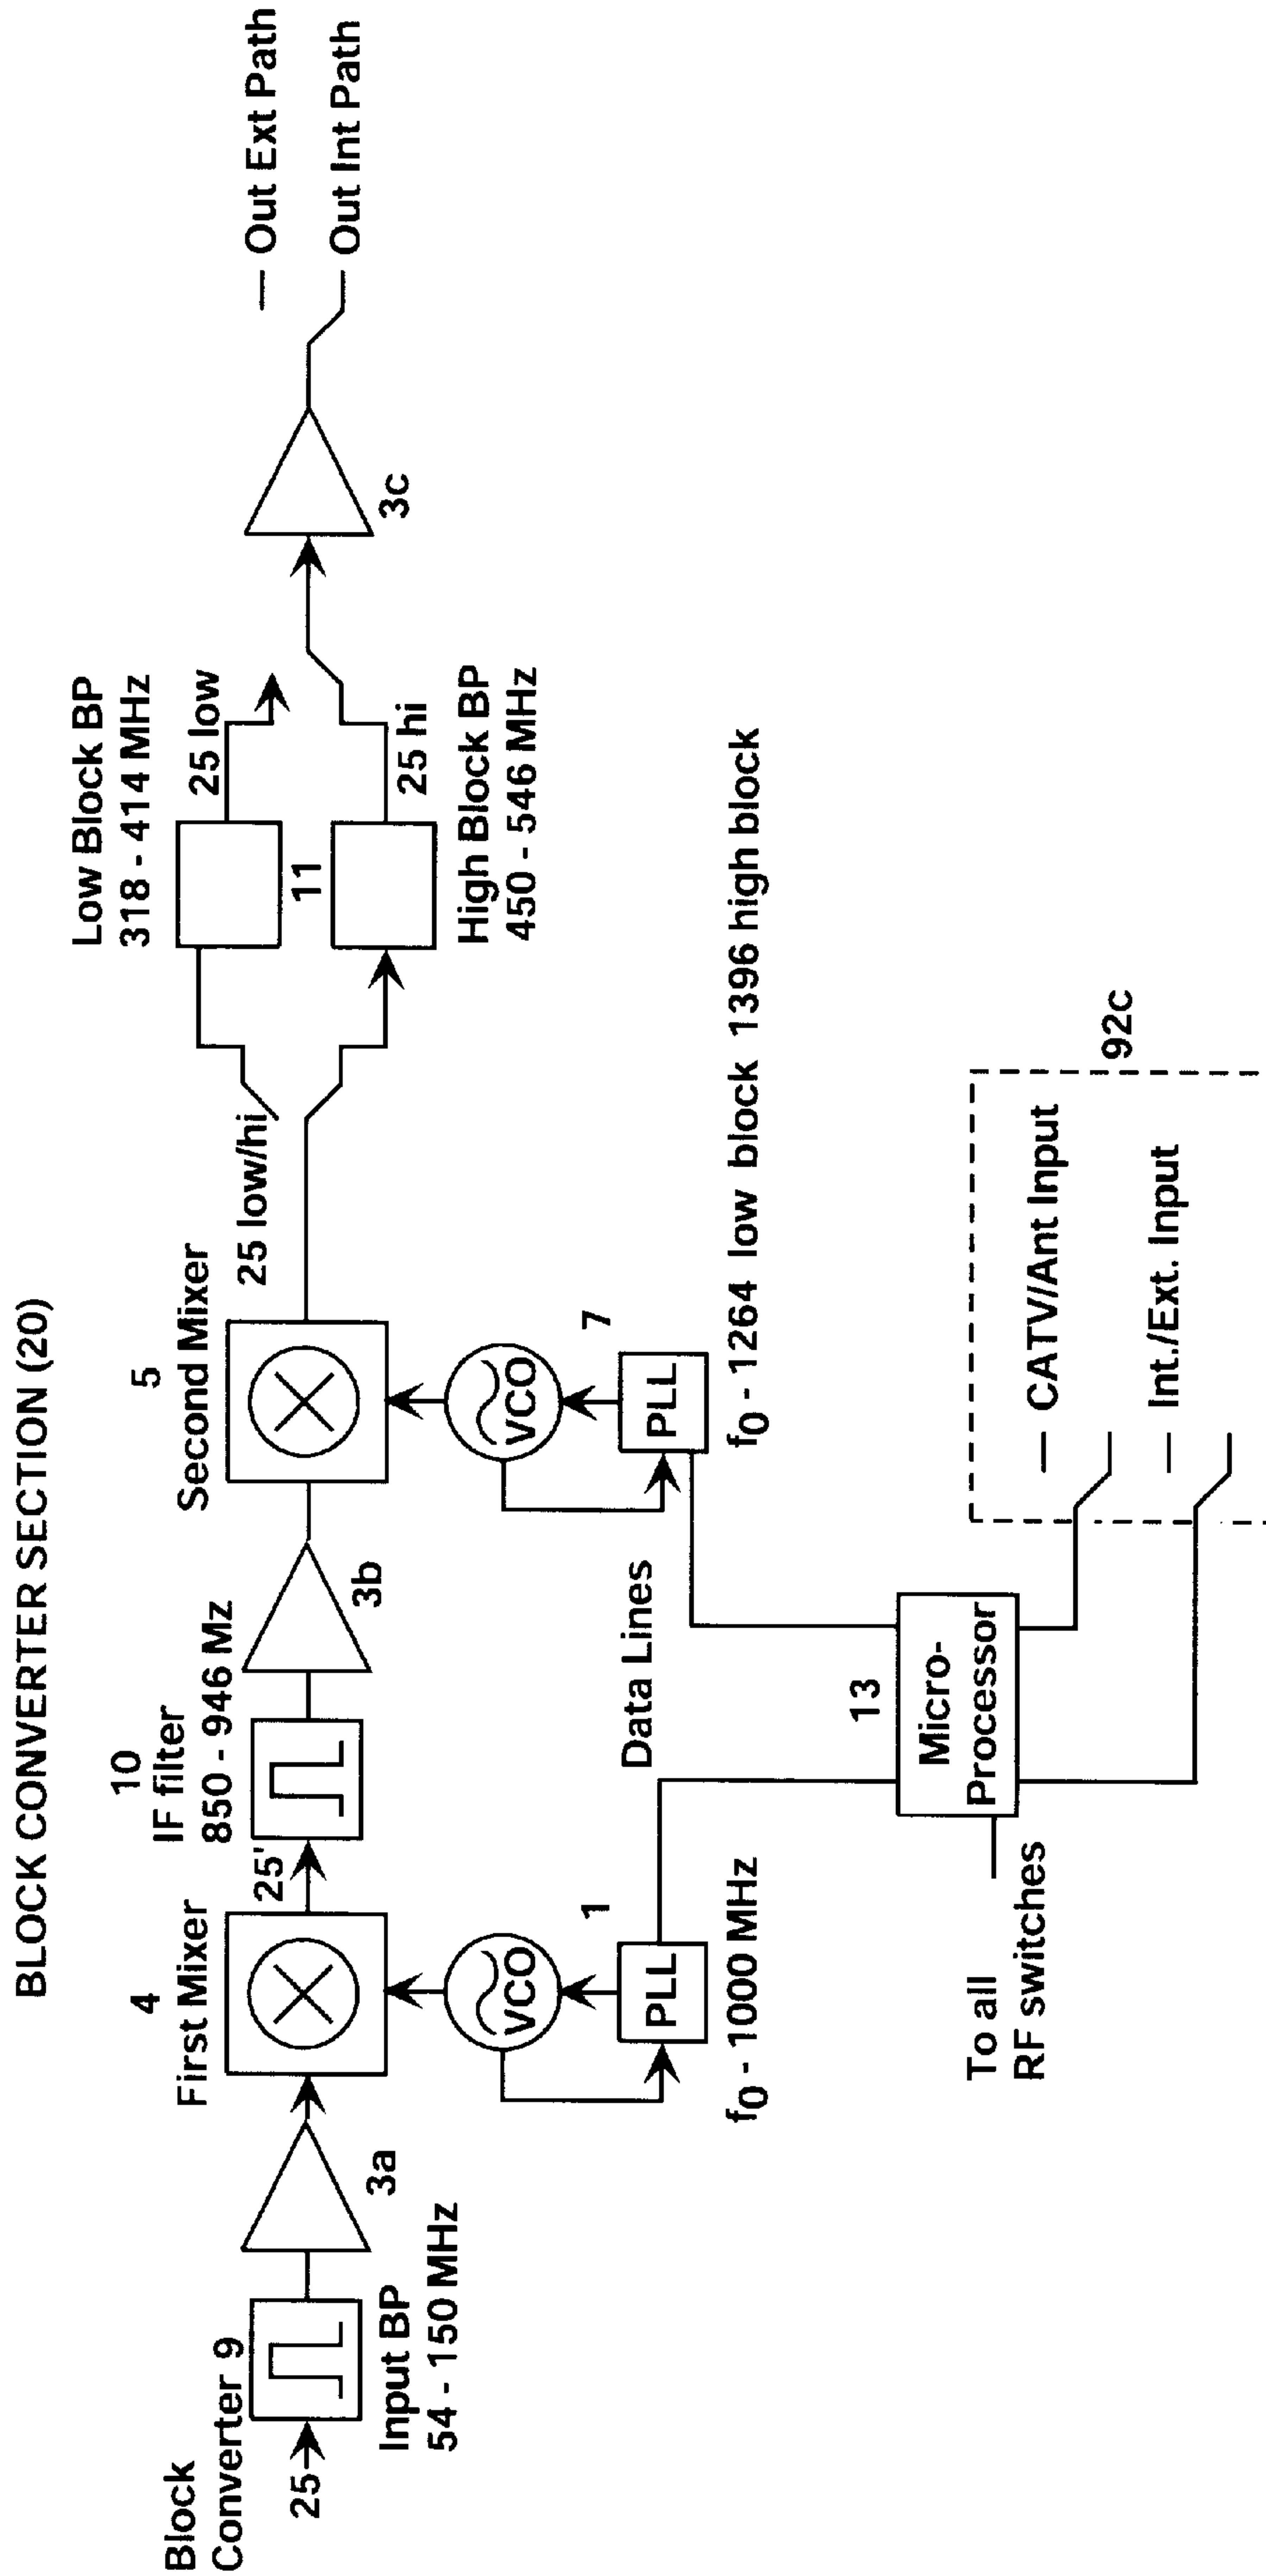 BLOCK CONVERTER SECTION (20)
Block
Converter 9
25
Input BP
54 - 150 MHz
3a
4
First Mixer
25'
1
VCO
PLL
f0 - 1000 MHz
10
IF filter
850 - 946 Mz
3b
5
Second Mixer
7
VCO
PLL
f0 - 1264 low block 1396 high block
25 low/hi
Low Block BP
318 - 414 MHz
25 low
11
25 hi
High Block BP
450 - 546 MHz
3c
Out Ext Path
Out Int Path
Data Lines
13
Micro-
Processor
To all
RF switches
CATV/Ant Input
Int./Ext. Input
92c